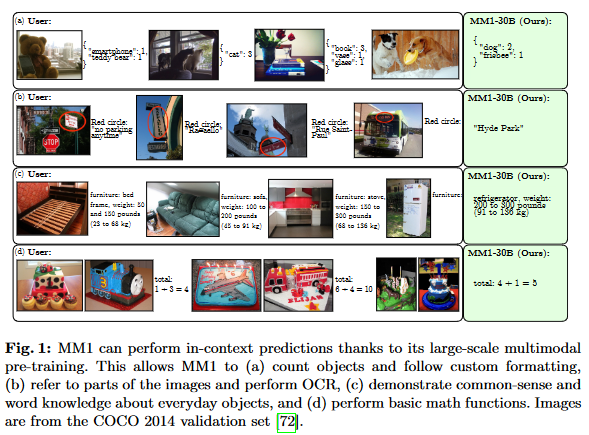 (a) User:
MM1-30B (Ours):
{
"smartphone": 1,
"teddy bear": 1
}
{
"cat": 3
}
{
"book": 3,
"vase": 1,
"glass": 1
}
{
"dog": 2,
"frisbee": 1
}
(b) User:
MM1-30B (Ours):
STOP
Red circle:
"no parking
anytime"
Red circle:
Red circle:
"Rue Saint-
Paul"
Red circle:
"Hyde Park"
(c) User:
MM1-30B (Ours):
furniture: bed
frame, weight: 50
and 150 pounds
(23 to 68 kg)
furniture: sofa,
weight: 100 to
200 pounds
(45 to 91 kg)
furniture: stove,
weight: 150 to
300 pounds
(68 to 136 kg)
furniture:
refrigerator, weight:
200 to 300 pounds
(91 to 136 kg)
(d) User:
MM1-30B (Ours):
3
total:
1 + 3 = 4
ELIJAH
total:
6 + 4 = 10
total: 4 + 1 = 5
Fig. 1: MM1 can perform in-context predictions thanks to its large-scale multimodal
pre-training. This allows MM1 to (a) count objects and follow custom formatting,
(b) refer to parts of the images and perform OCR, (c) demonstrate common-sense and
word knowledge about everyday objects, and (d) perform basic math functions. Images
are from the COCO 2014 validation set [72].